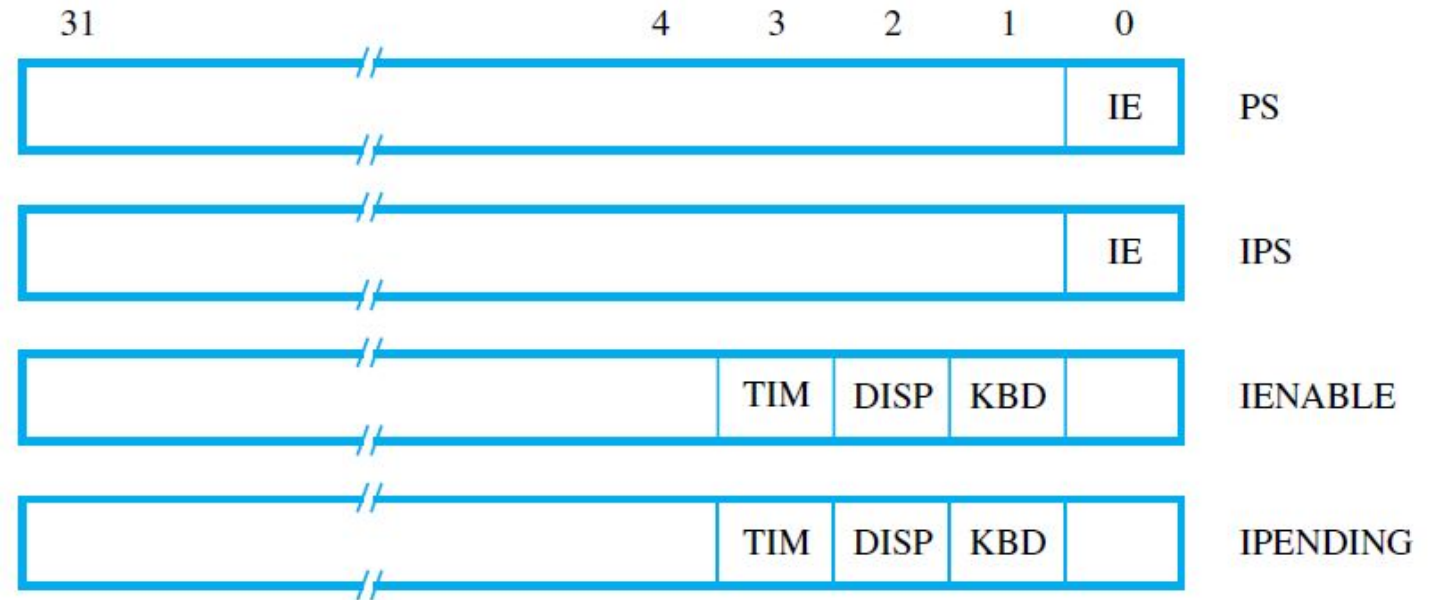 31 4 3 2 1 0
IE PS
IE IPS
TIM DISP KBD IENABLE
TIM DISP KBD IPENDING